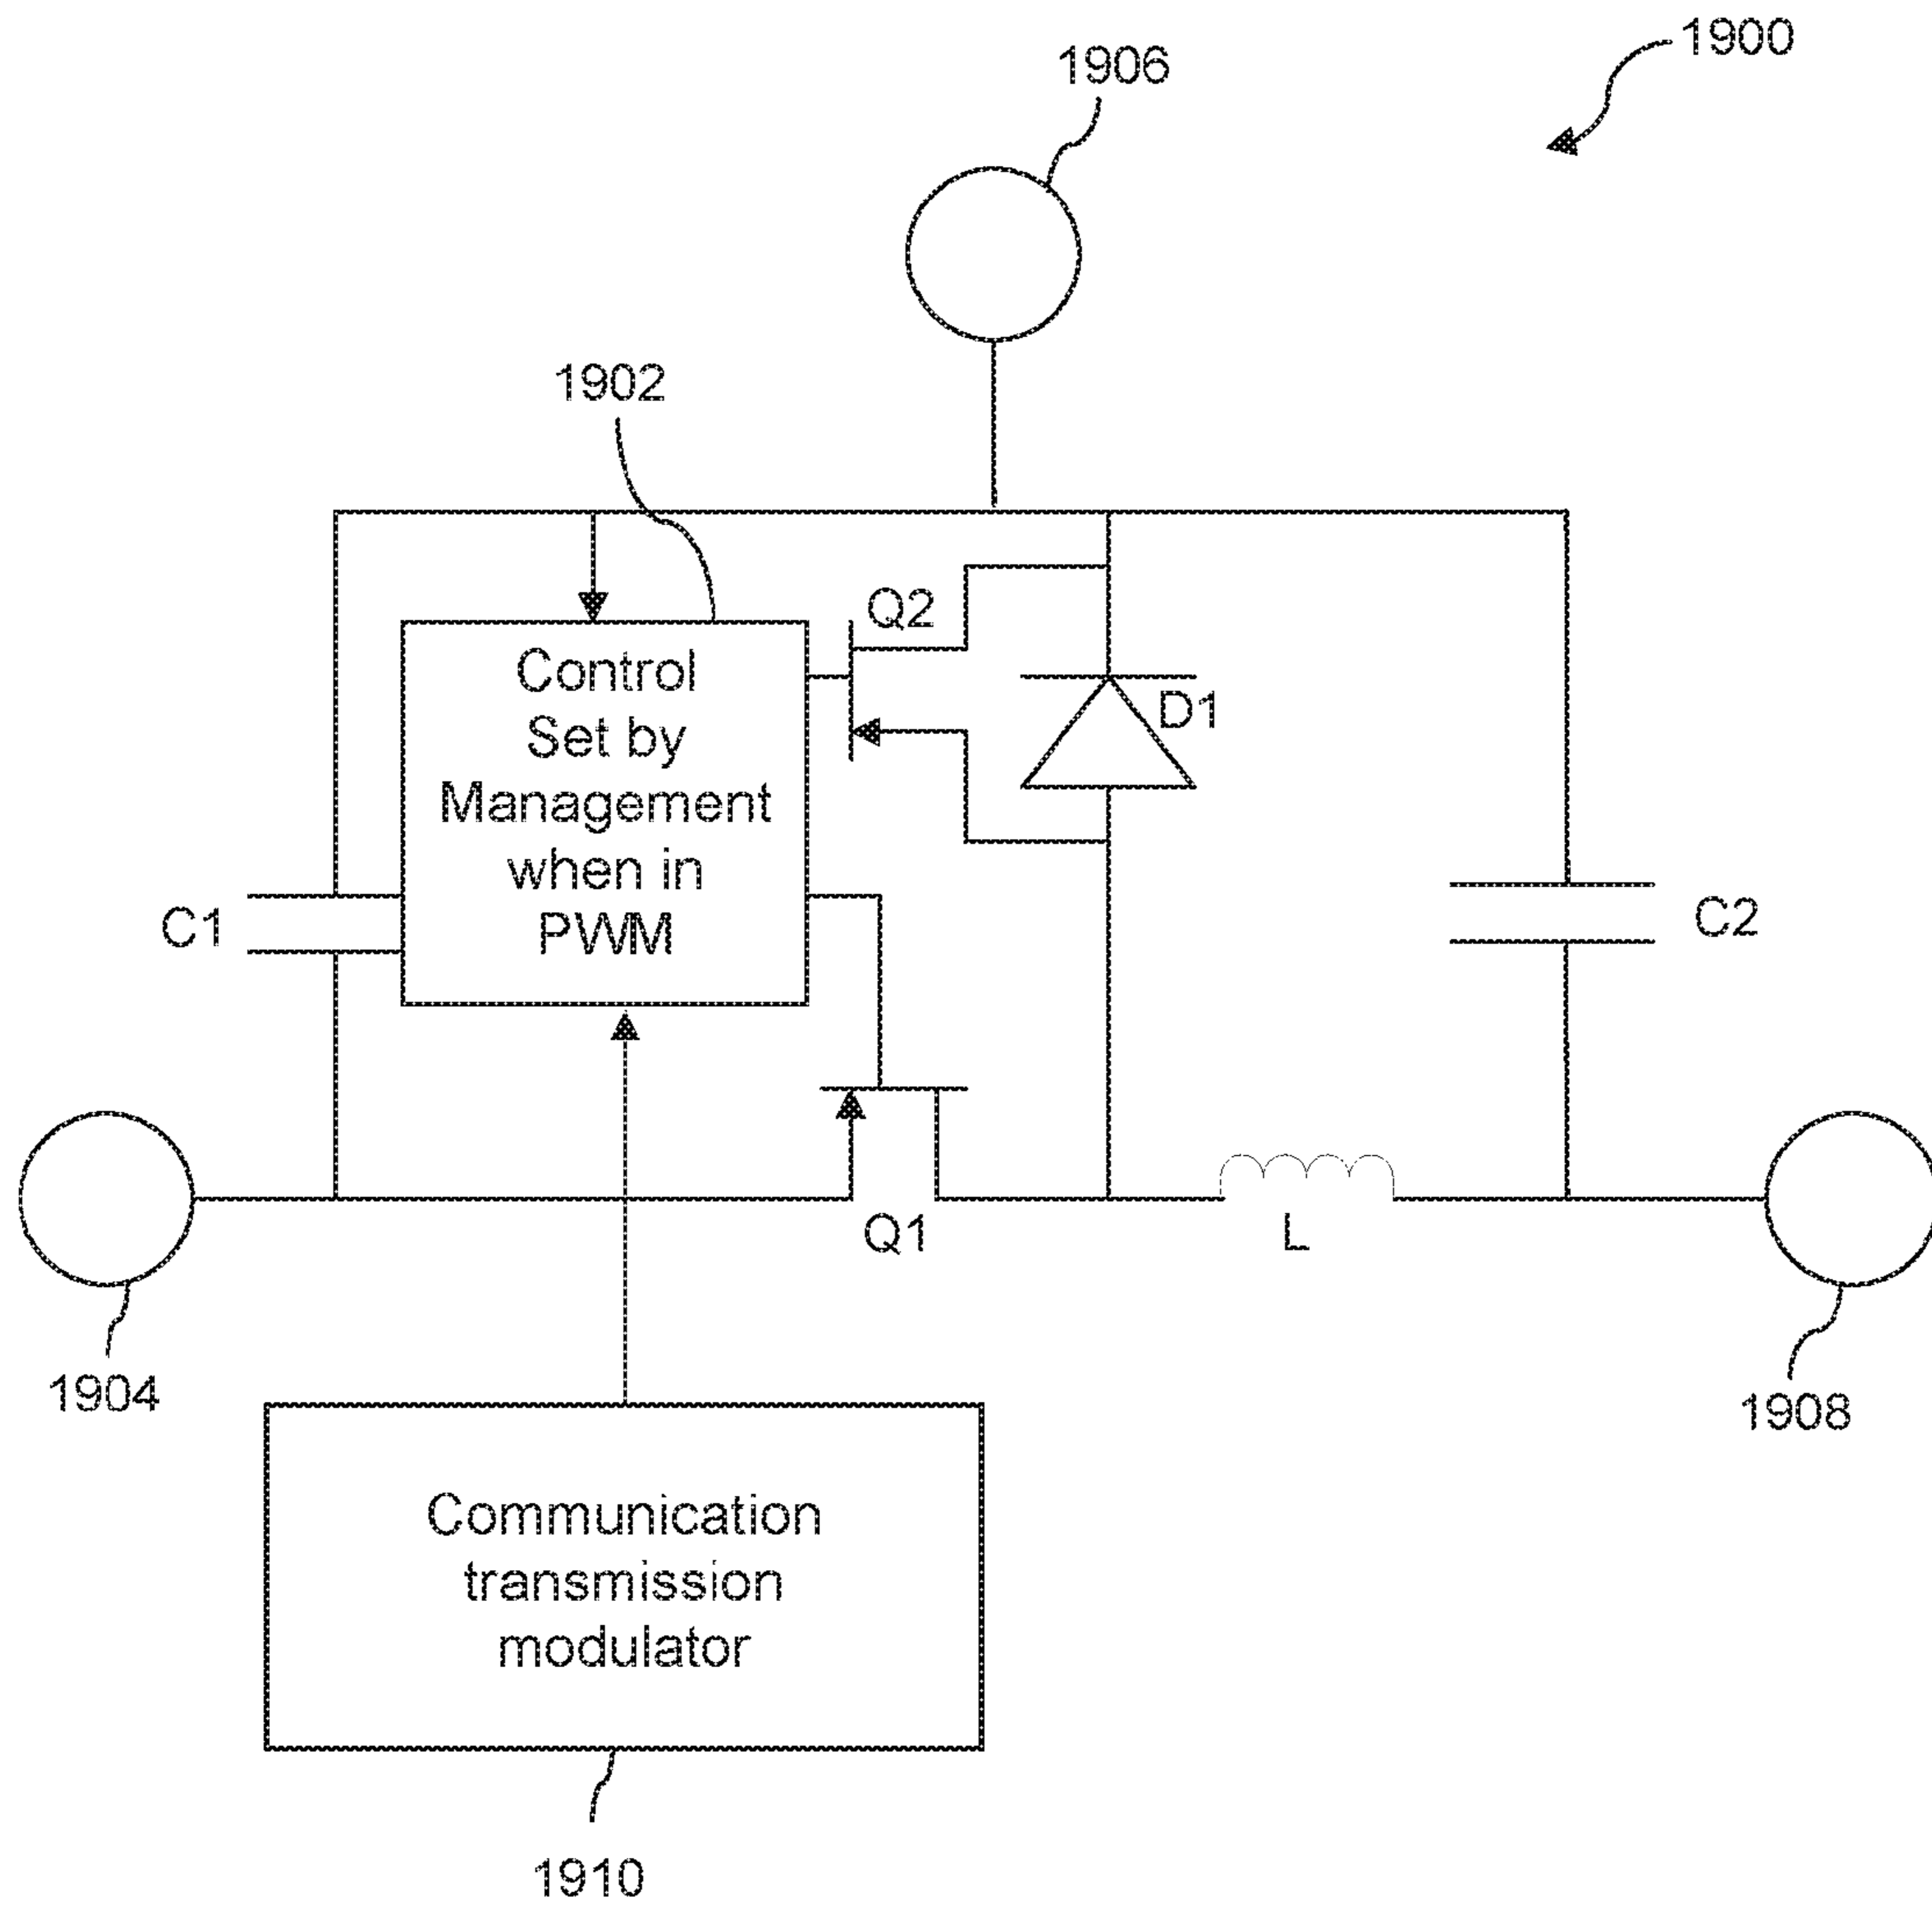 1900
1906
1902
Q2
Control
Set by
Management
when in
PWM
D1
C1
C2
Q1
L
1904
1908
Communication
transmission
modulator
1910